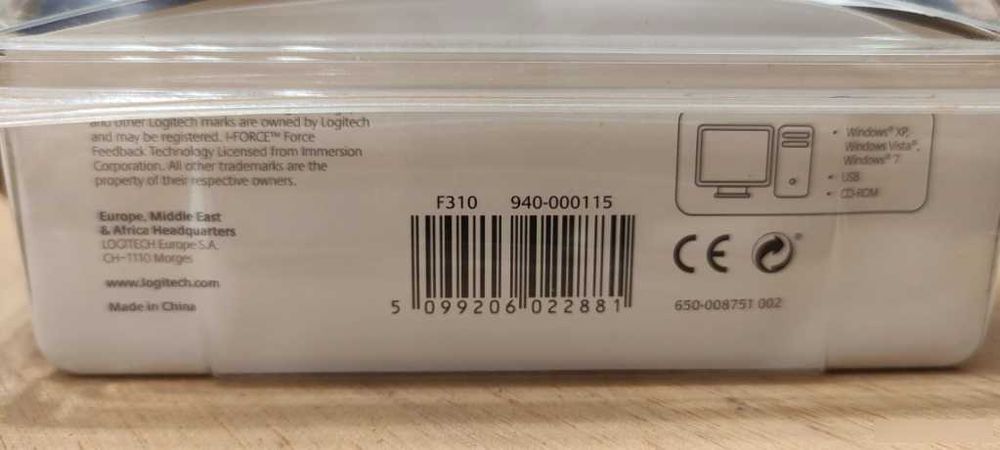 and other Logitech marks are owned by Logitech
and may be registered. I-FORCE™ Force
Feedback Technology Licensed from Immersion
Corporation. All other trademarks are the
property of their respective owners.
Europe, Middle East
& Africa Headquarters
LOGITECH Europe S.A.
CH-1110 Morges
www.logitech.com
Made in China
F310 940-000115
5 099206 022881
• Windows® XP,
Windows Vista®,
Windows® 7
• USB
• CD-ROM
CE ®
650-008751 002